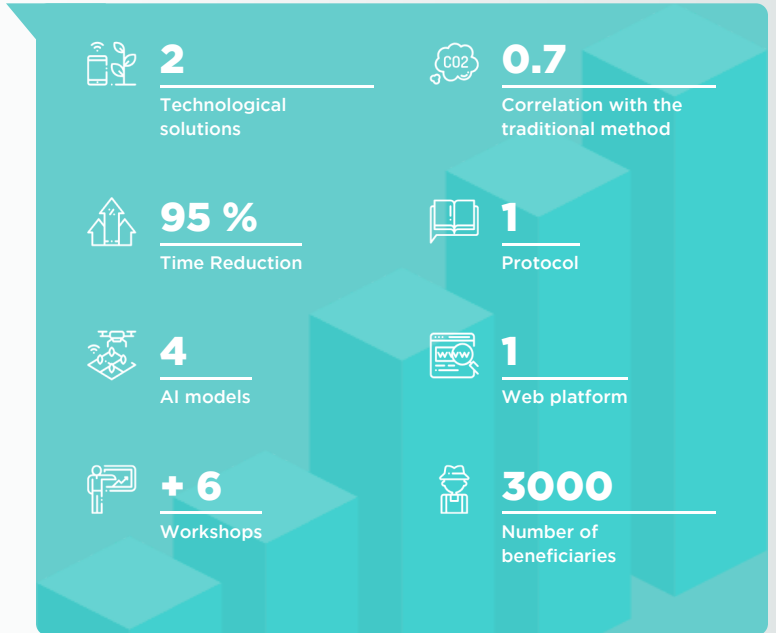 2
Technological
solutions
CO2
0.7
Correlation with the
traditional method
%
95 %
Time Reduction
1
Protocol
4
AI models
www
1
Web platform
+ 6
Workshops
3000
Number of
beneficiaries